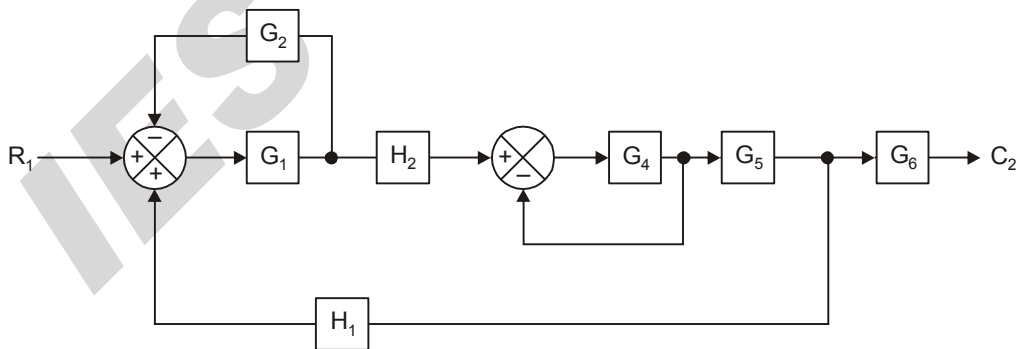 IES
G2
−
R1
+
+
G1
H2
+
−
G4
G5
G6
C2
H1